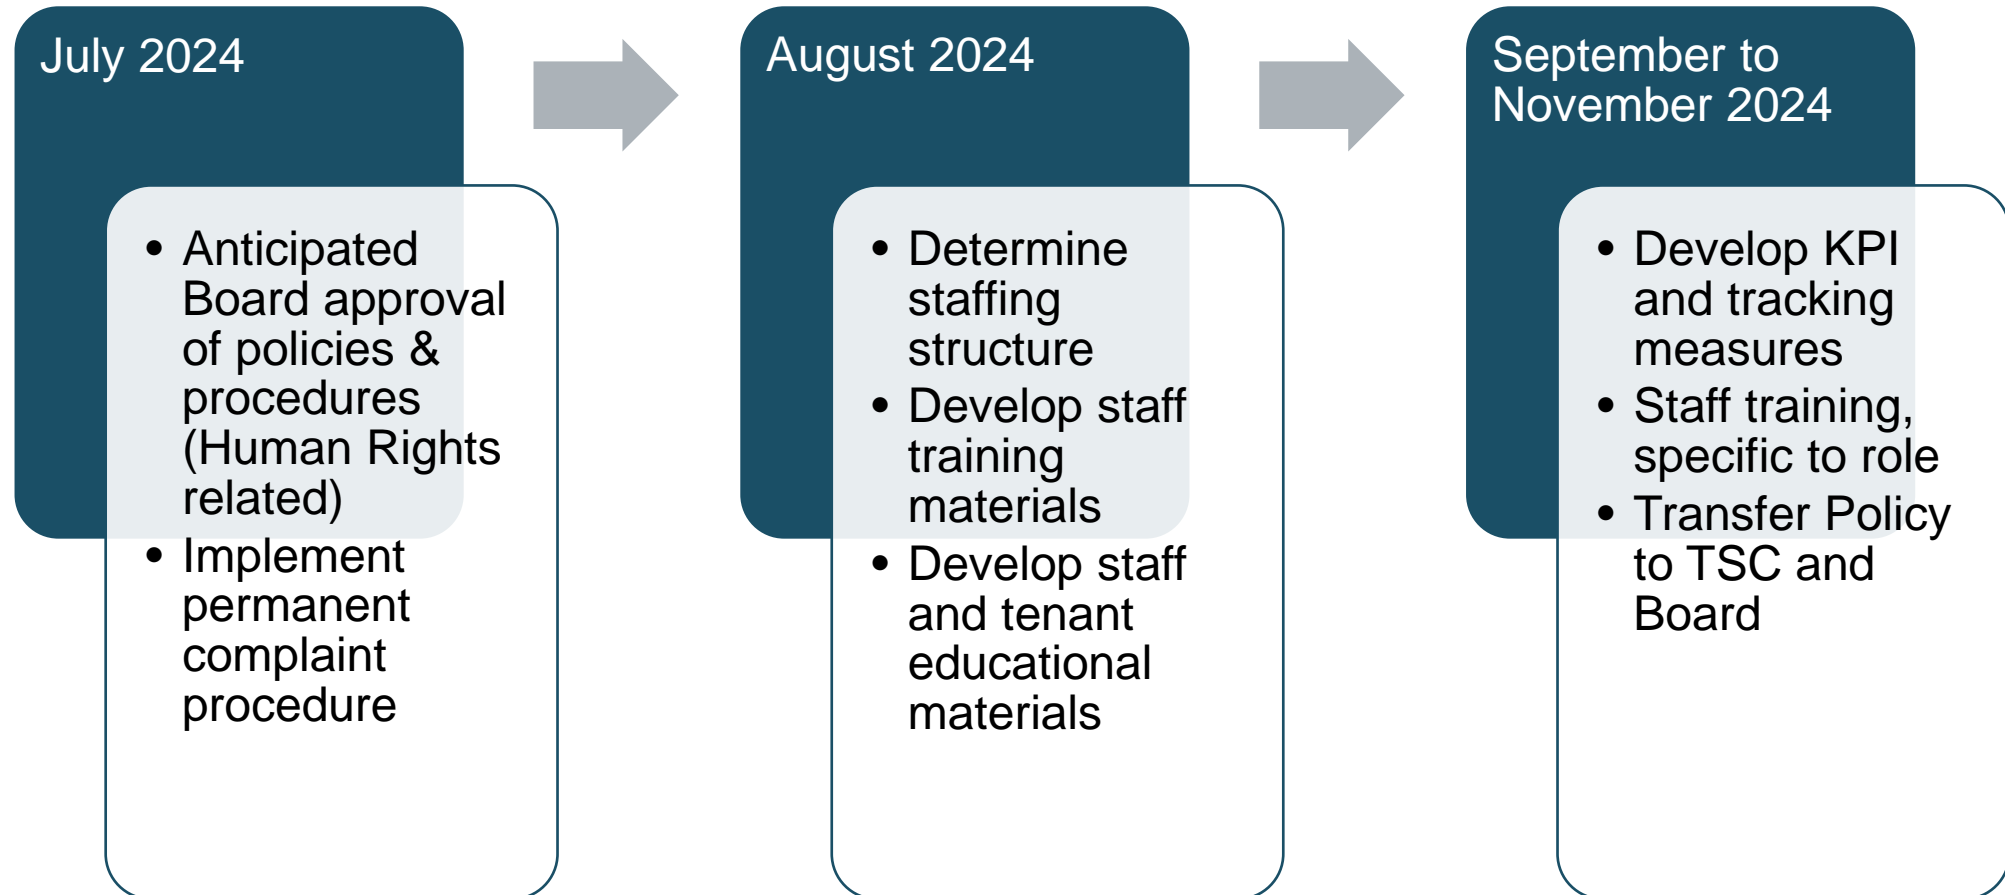 July 2024
• Anticipated
Board approval
of policies &
procedures
(Human Rights
related)
• Implement
permanent
complaint
procedure
August 2024
• Determine
staffing
structure
• Develop staff
training
materials
• Develop staff
and tenant
educational
materials
September to
November 2024
• Develop KPI
and tracking
measures
• Staff training,
specific to role
• Transfer Policy
to TSC and
Board